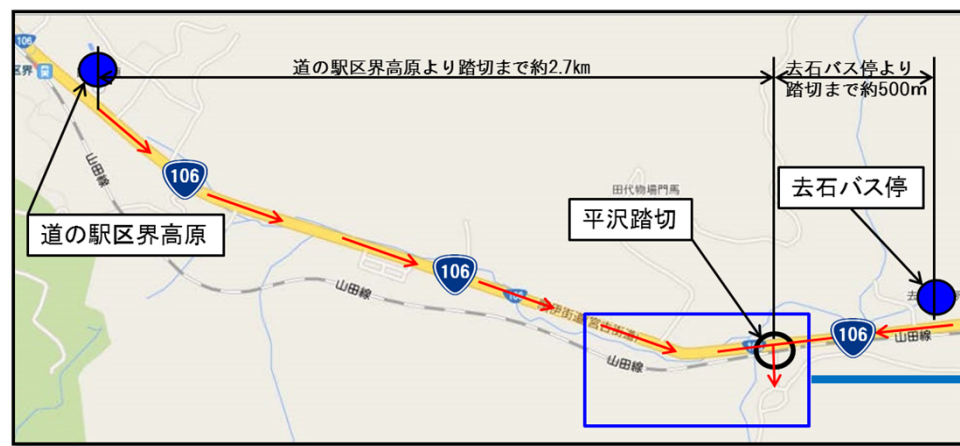 106
区界
道の駅区界高原より踏切まで約2.7km
去石バス停より
踏切まで約500m
山田線
106
道の駅区界高原
田代物場門馬
平沢踏切
去石バス停
106
山田線
宮古街道
山田線
106
山田線